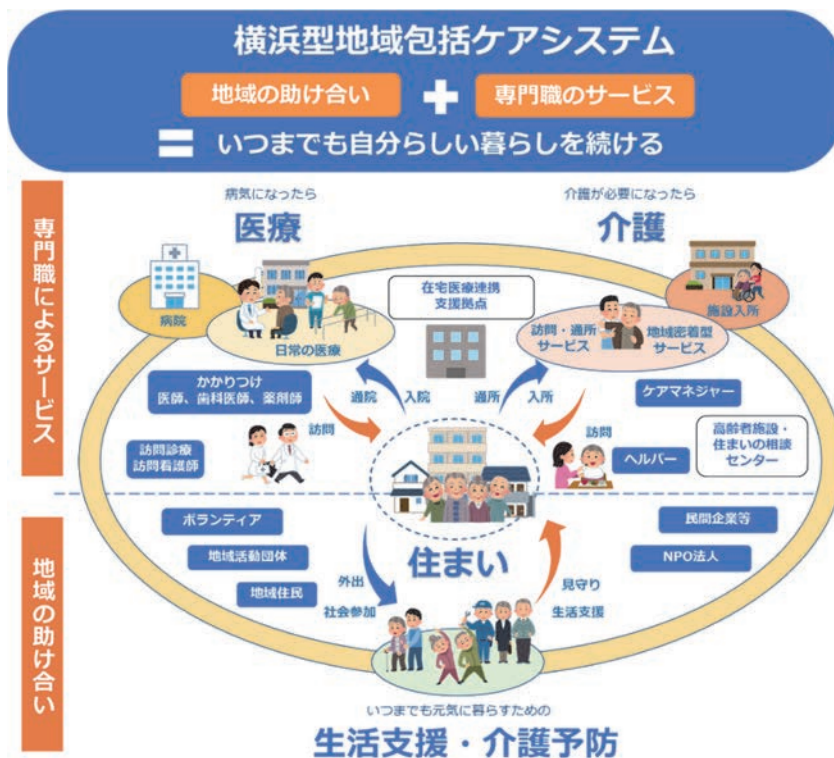 横浜型地域包括ケアシステム
地域の助け合い + 専門職のサービス
= いつまでも自分らしい暮らしを続ける
専門職によるサービス
病気になったら
医療
介護が必要になったら
介護
病院
日常の医療
在宅医療連携
支援拠点
訪問・通所
サービス
地域密着型
サービス
施設入所
かかりつけ
医師、歯科医師、薬剤師
通院
入院
通所
入所
ケアマネジャー
訪問
訪問
訪問診療
訪問看護師
ヘルパー
高齢者施設・
住まいの相談
センター
住まい
地域の助け合い
ボランティア
地域活動団体
地域住民
外出
社会参加
見守り
生活支援
民間企業等
NPO法人
いつまでも元気に暮らすための
生活支援・介護予防